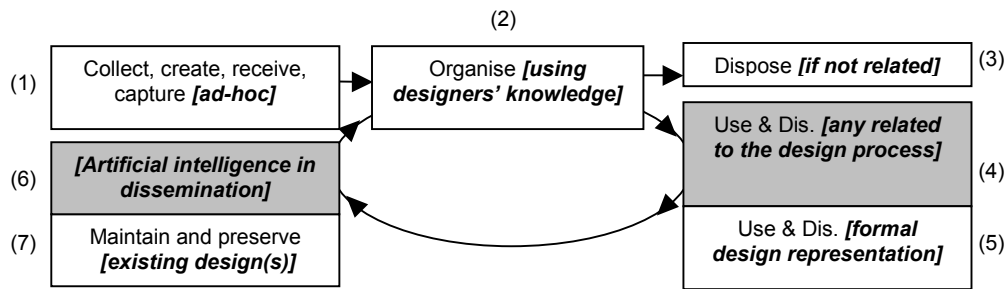 (2)
(1)
Collect, create, receive,
capture [ad-hoc]
Organise [using
designers’ knowledge]
Dispose [if not related]
(3)
(6)
[Artificial intelligence in
dissemination]
Use & Dis. [any related
to the design process]
(4)
(7)
Maintain and preserve
[existing design(s)]
Use & Dis. [formal
design representation]
(5)